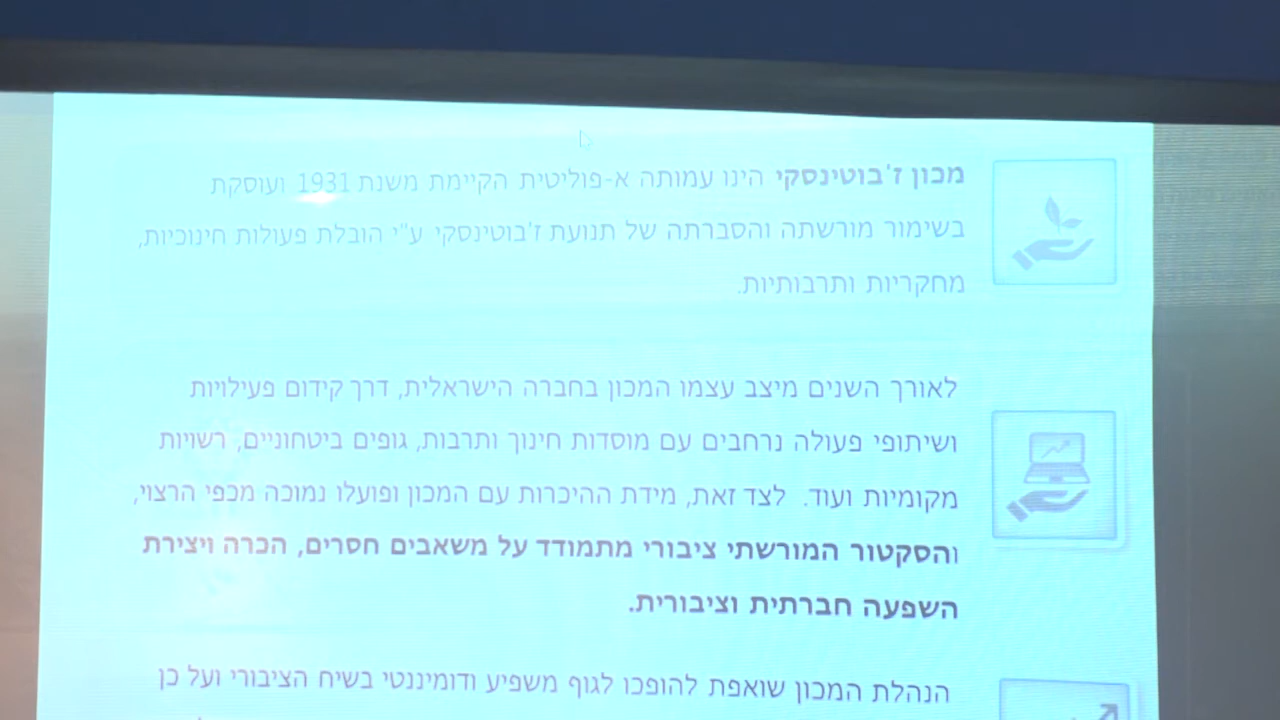 מכון ז'בוטינסקי הינו עמותה א-פוליטית הקיימת משנת 1931 ועוסקת
בשימור מורשתה והסברתה של תנועת ז'בוטינסקי ע"י הובלת פעולות חינוכיות,
מחקריות ותרבותיות.
לאורך השנים מיצב עצמו המכון בחברה הישראלית, דרך קידום פעילויות
ושיתופי פעולה נרחבים עם מוסדות חינוך ותרבות, גופים ביטחוניים, רשויות
מקומיות ועוד. לצד זאת, מידת ההיכרות עם המכון ופועלו נמוכה מכפי הרצוי,
והסקטור המורשתי ציבורי מתמודד על משאבים חסרים, הכרה ויצירת
השפעה חברתית וציבורית.
הנהלת המכון שואפת להופכו לגוף משפיע ודומיננטי בשיח הציבורי ועל כן